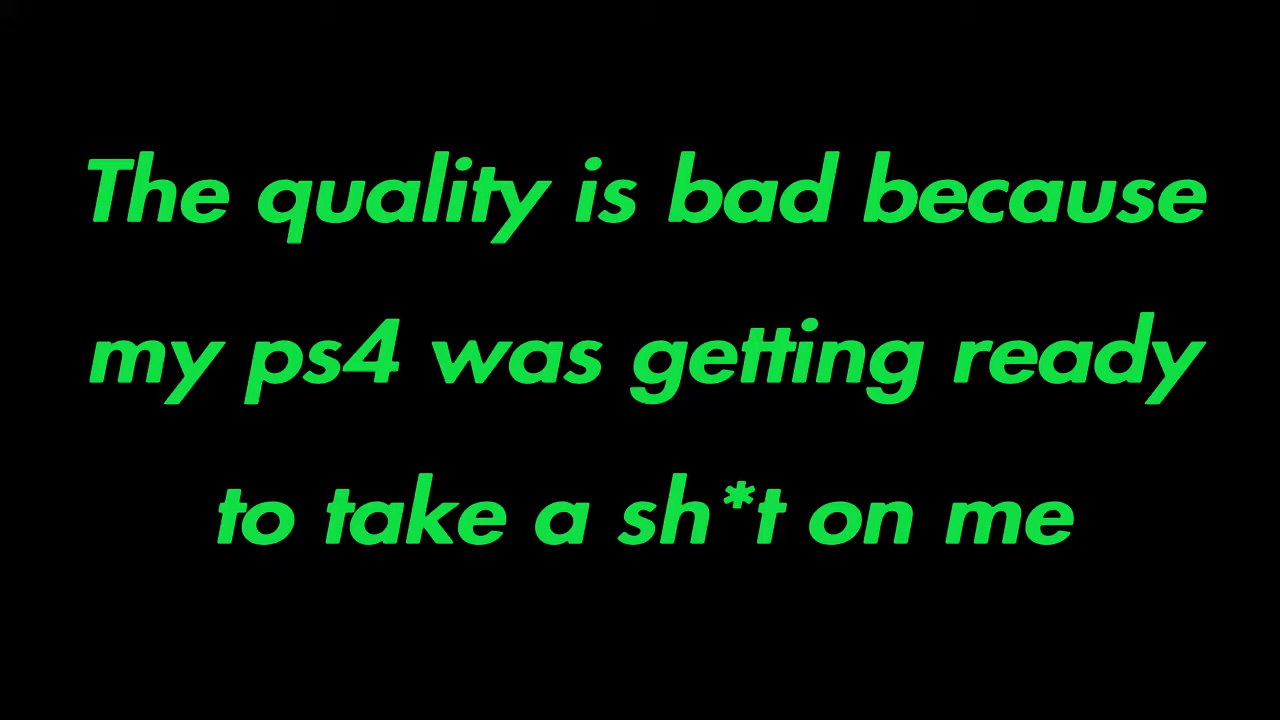 The quality is bad because
my ps4 was getting ready
to take a sh*t on me